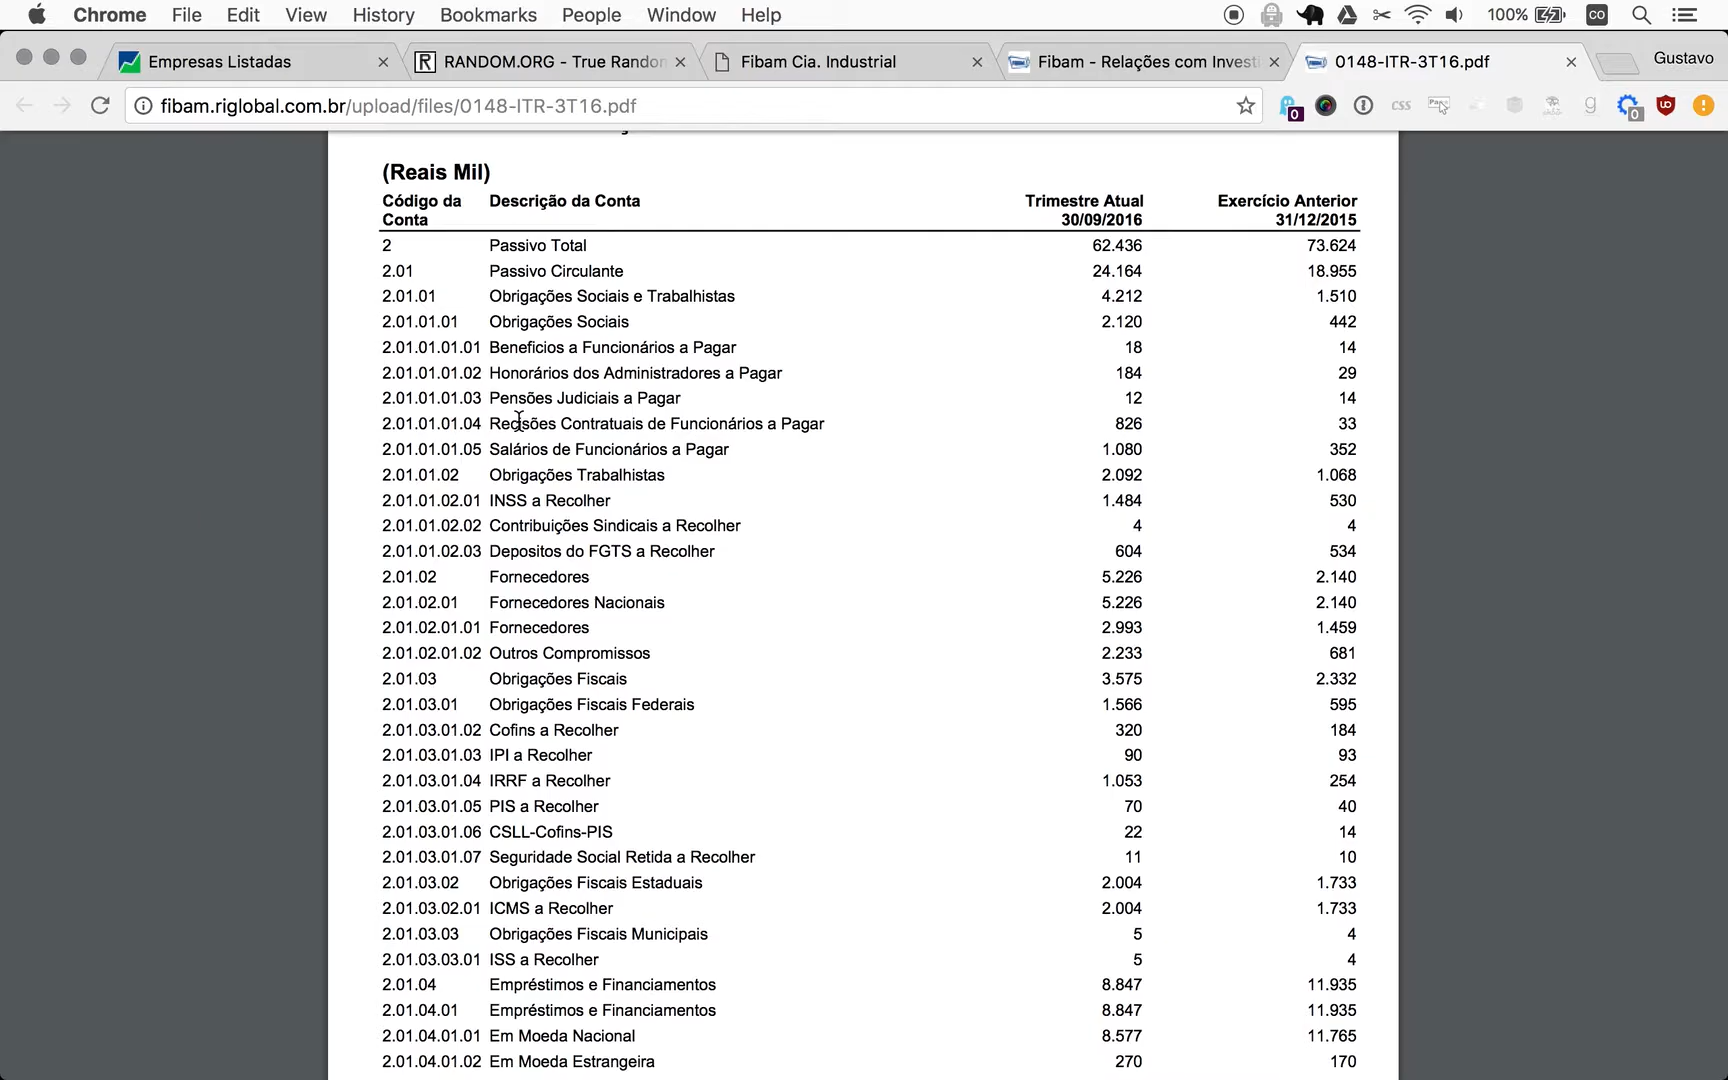 Chrome File Edit View History Bookmarks People Window Help 100% CO
Empresas Listadas RANDOM.ORG - True Randon Fibam Cia. Industrial Fibam - Relações com Investi 0148-ITR-3T16.pdf Gustavo
fibam.riglobal.com.br/upload/files/0148-ITR-3T16.pdf
(Reais Mil)
Código da Conta Descrição da Conta Trimestre Atual 30/09/2016 Exercício Anterior 31/12/2015
2 Passivo Total 62.436 73.624
2.01 Passivo Circulante 24.164 18.955
2.01.01 Obrigações Sociais e Trabalhistas 4.212 1.510
2.01.01.01 Obrigações Sociais 2.120 442
2.01.01.01.01 Beneficios a Funcionários a Pagar 18 14
2.01.01.01.02 Honorários dos Administradores a Pagar 184 29
2.01.01.01.03 Pensões Judiciais a Pagar 12 14
2.01.01.01.04 Recisões Contratuais de Funcionários a Pagar 826 33
2.01.01.01.05 Salários de Funcionários a Pagar 1.080 352
2.01.01.02 Obrigações Trabalhistas 2.092 1.068
2.01.01.02.01 INSS a Recolher 1.484 530
2.01.01.02.02 Contribuições Sindicais a Recolher 4 4
2.01.01.02.03 Depositos do FGTS a Recolher 604 534
2.01.02 Fornecedores 5.226 2.140
2.01.02.01 Fornecedores Nacionais 5.226 2.140
2.01.02.01.01 Fornecedores 2.993 1.459
2.01.02.01.02 Outros Compromissos 2.233 681
2.01.03 Obrigações Fiscais 3.575 2.332
2.01.03.01 Obrigações Fiscais Federais 1.566 595
2.01.03.01.02 Cofins a Recolher 320 184
2.01.03.01.03 IPI a Recolher 90 93
2.01.03.01.04 IRRF a Recolher 1.053 254
2.01.03.01.05 PIS a Recolher 70 40
2.01.03.01.06 CSLL-Cofins-PIS 22 14
2.01.03.01.07 Seguridade Social Retida a Recolher 11 10
2.01.03.02 Obrigações Fiscais Estaduais 2.004 1.733
2.01.03.02.01 ICMS a Recolher 2.004 1.733
2.01.03.03 Obrigações Fiscais Municipais 5 4
2.01.03.03.01 ISS a Recolher 5 4
2.01.04 Empréstimos e Financiamentos 8.847 11.935
2.01.04.01 Empréstimos e Financiamentos 8.847 11.935
2.01.04.01.01 Em Moeda Nacional 8.577 11.765
2.01.04.01.02 Em Moeda Estrangeira 270 170